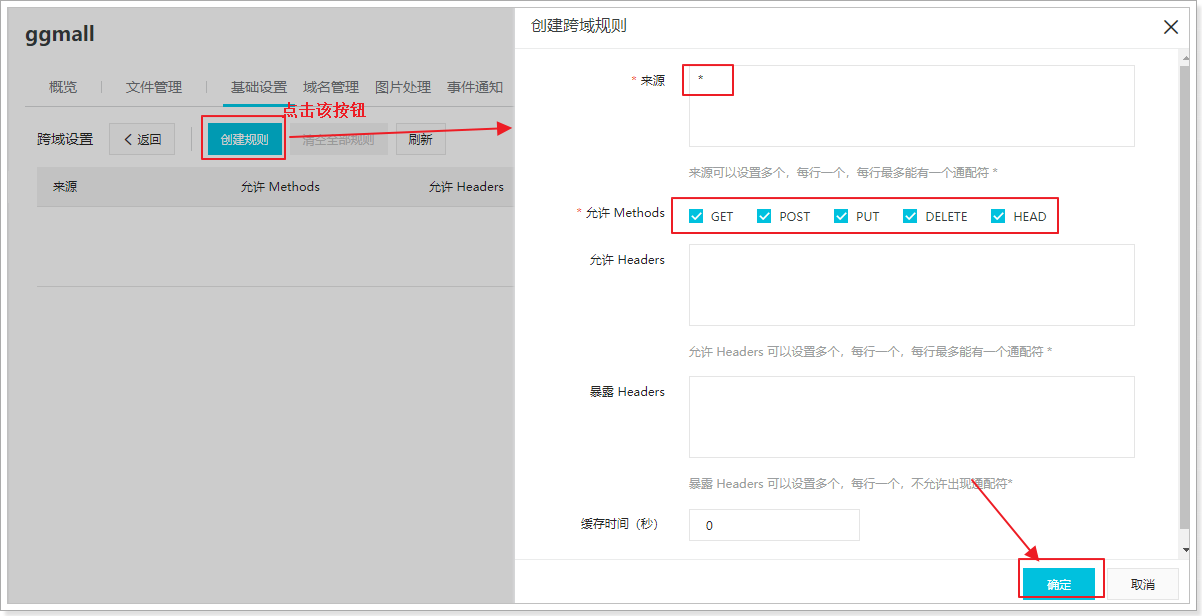 ggmall
概览 文件管理 基础设置 域名管理 图片处理 事件通知
点击该按钮
跨域设置 返回 创建规则 清空全部规则 刷新
来源 允许 Methods 允许 Headers
创建跨域规则
* 来源 *
来源可以设置多个，每行一个，每行最多能有一个通配符 *
* 允许 Methods GET POST PUT DELETE HEAD
允许 Headers
允许 Headers 可以设置多个，每行一个，每行最多能有一个通配符 *
暴露 Headers
暴露 Headers 可以设置多个，每行一个，不允许出现通配符*
缓存时间（秒） 0
确定 取消